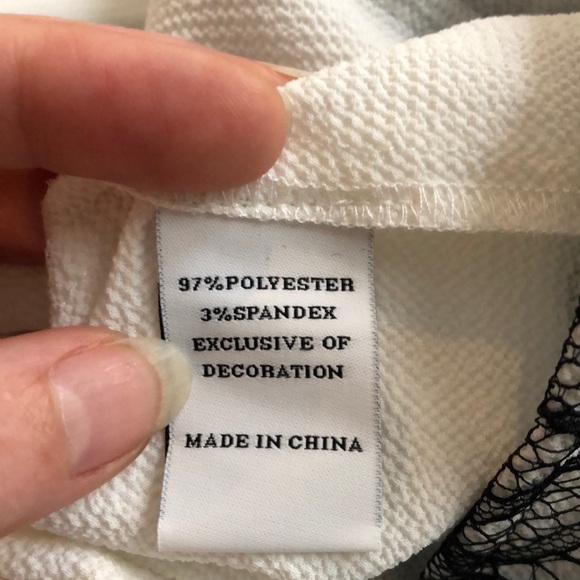 97%POLYESTER
3%SPANDEX
EXCLUSIVE OF
DECORATION
MADE IN CHINA